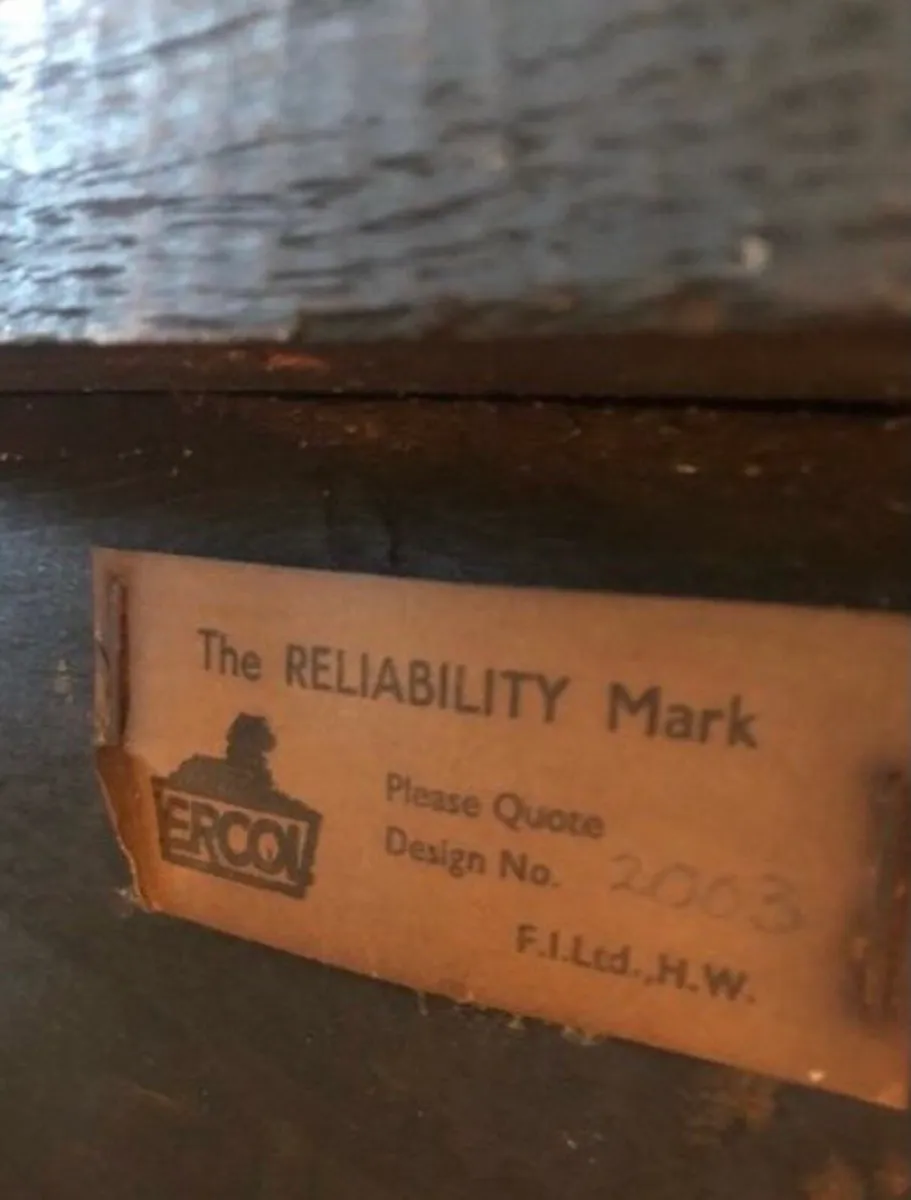 The RELIABILITY Mark
ERCOL
Please Quote
Design No. 2003
F.I.Ltd.,H.W.